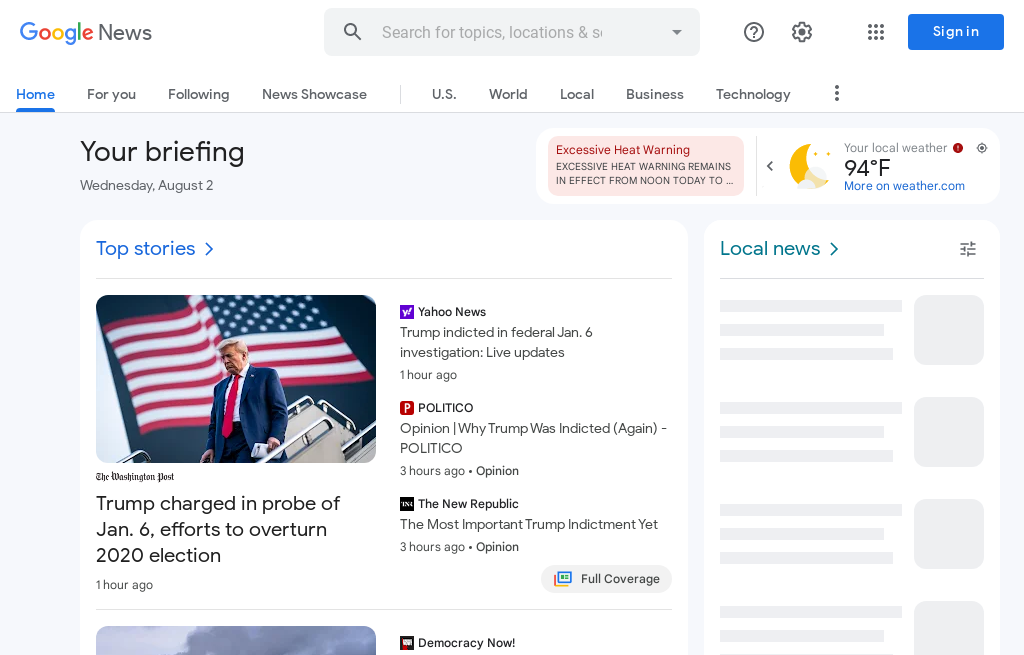 Google News
Search for topics, locations & s
Sign in
Home
For you
Following
News Showcase
U.S.
World
Local
Business
Technology
Your briefing
Wednesday, August 2
Excessive Heat Warning
EXCESSIVE HEAT WARNING REMAINS
IN EFFECT FROM NOON TODAY TO ...
Your local weather
94°F
More on weather.com
Top stories
The Washington Post
Trump charged in probe of
Jan. 6, efforts to overturn
2020 election
1 hour ago
Yahoo News
Trump indicted in federal Jan. 6
investigation: Live updates
1 hour ago
POLITICO
Opinion | Why Trump Was Indicted (Again) -
POLITICO
3 hours ago • Opinion
The New Republic
The Most Important Trump Indictment Yet
3 hours ago • Opinion
Full Coverage
Democracy Now!
Local news